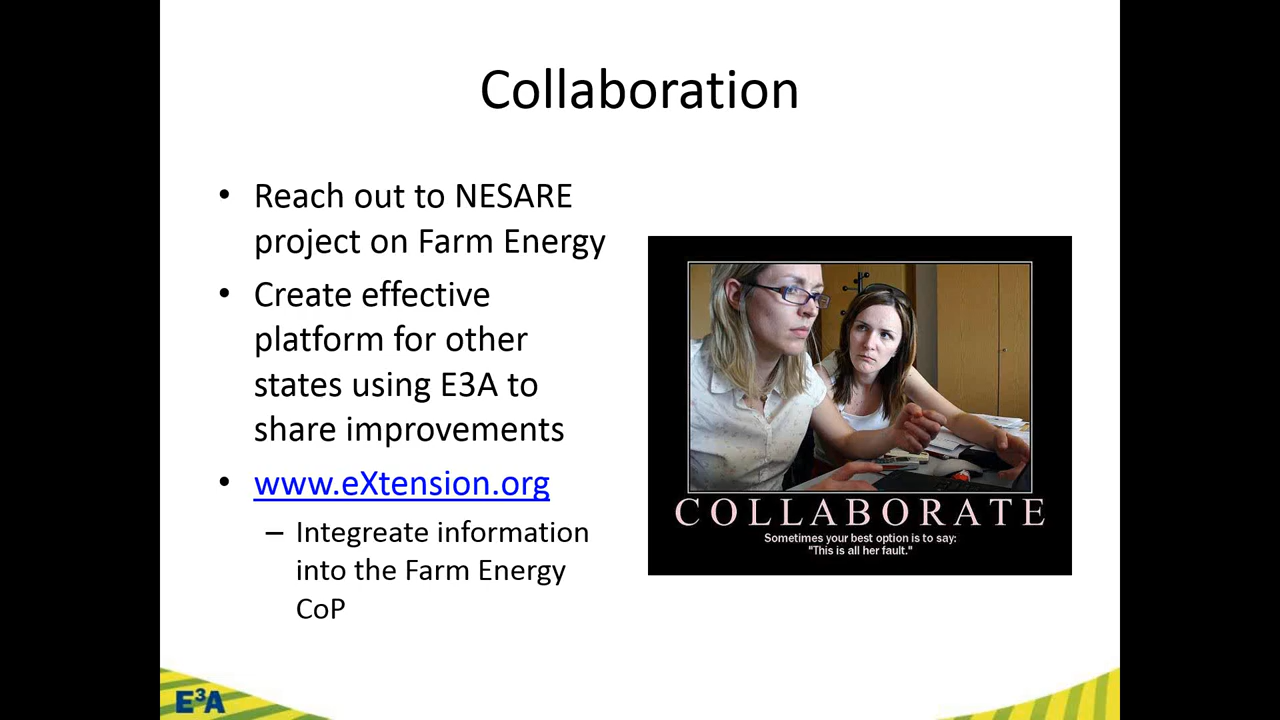 Collaboration
• Reach out to NESARE
project on Farm Energy
• Create effective
platform for other
states using E3A to
share improvements
• www.eXtension.org
– Integreate information
into the Farm Energy
CoP
COLLABORATE
Sometimes your best option is to say:
"This is all her fault."
E³A